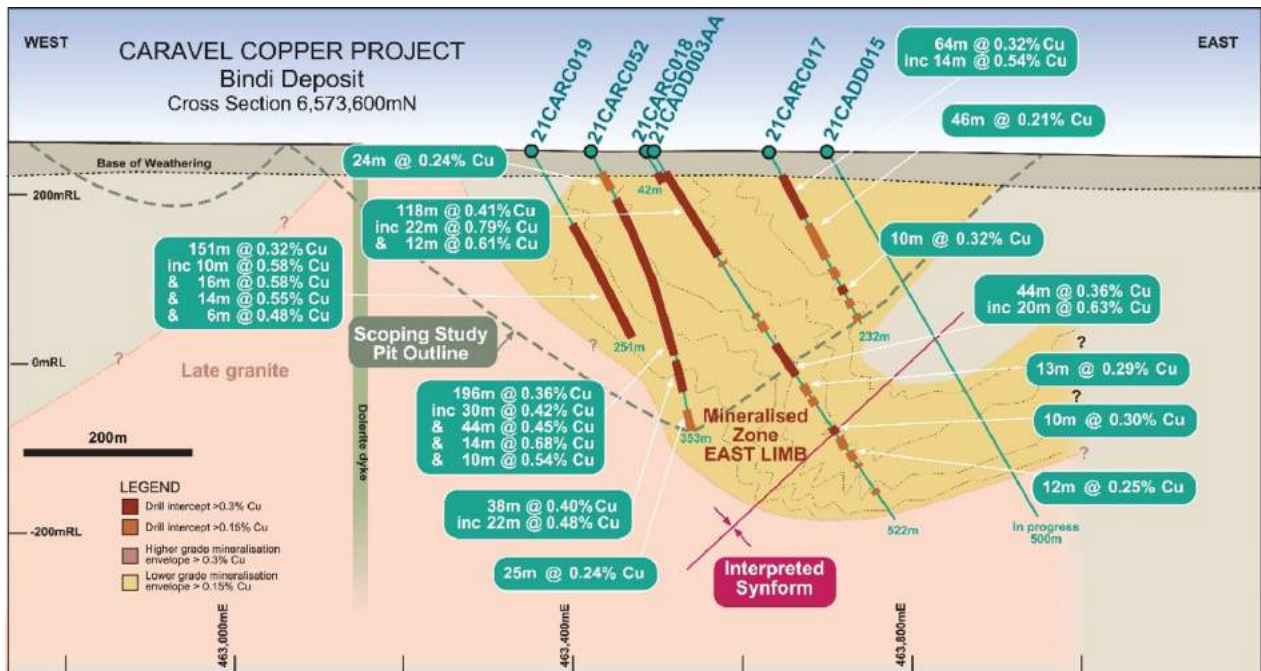 WEST
CARAVEL COPPER PROJECT
Bindi Deposit
Cross Section 6,573,600mN
EAST
21CARC019
21CARC052
21CARC018
21CADD003AA
21CARC017
21CADD015
64m @ 0.32% Cu
Inc 14m @ 0.54% Cu
46m @ 0.21% Cu
Base of Weathering
24m @ 0.24% Cu
42m
200mRL
118m @ 0.41% Cu
inc 22m @ 0.79% Cu
& 12m @ 0.61% Cu
10m @ 0.32% Cu
151m @ 0.32% Cu
inc 10m @ 0.58% Cu
& 16m @ 0.58% Cu
& 14m @ 0.55% Cu
& 6m @ 0.48% Cu
44m @ 0.36% Cu
inc 20m @ 0.63% Cu
?
Scoping Study
Pit Outline
251m
232m
?
?
?
0mRL
Late granite
13m @ 0.29% Cu
?
196m @ 0.36% Cu
inc 30m @ 0.42% Cu
& 44m @ 0.45% Cu
& 14m @ 0.68% Cu
& 10m @ 0.54% Cu
Mineralised
Zone
EAST LIMB
353m
10m @ 0.30% Cu
200m
Dolerite dyke
?
12m @ 0.25% Cu
LEGEND
Drill intercept >0.3% Cu
Drill intercept >0.15% Cu
Higher grade mineralisation
envelope > 0.3% Cu
Lower grade mineralisation
envelope > 0.15% Cu
38m @ 0.40% Cu
inc 22m @ 0.48% Cu
-200mRL
522m
In progress
500m
25m @ 0.24% Cu
Interpreted
Synform
463,000mE
463,400mE
463,800mE